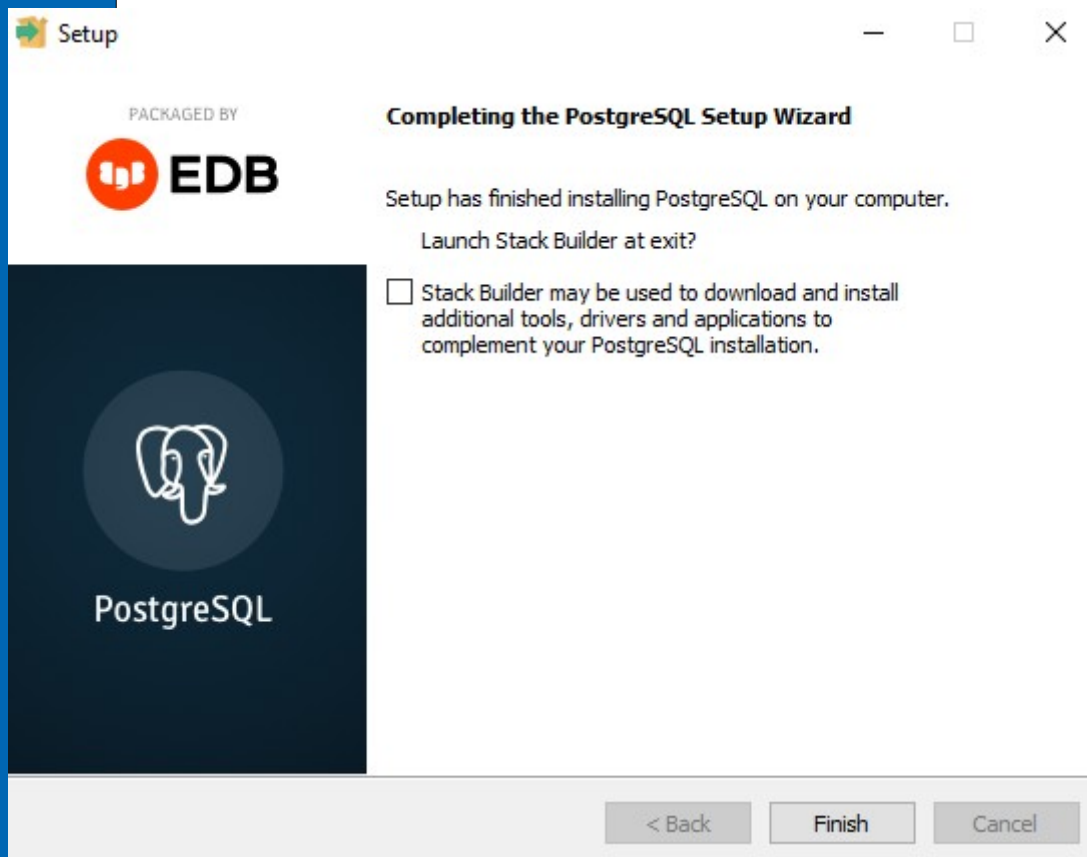 Setup
PACKAGED BY
EDB
Completing the PostgreSQL Setup Wizard
Setup has finished installing PostgreSQL on your computer.
Launch Stack Builder at exit?
Stack Builder may be used to download and install
additional tools, drivers and applications to
complement your PostgreSQL installation.
PostgreSQL
< Back
Finish
Cancel